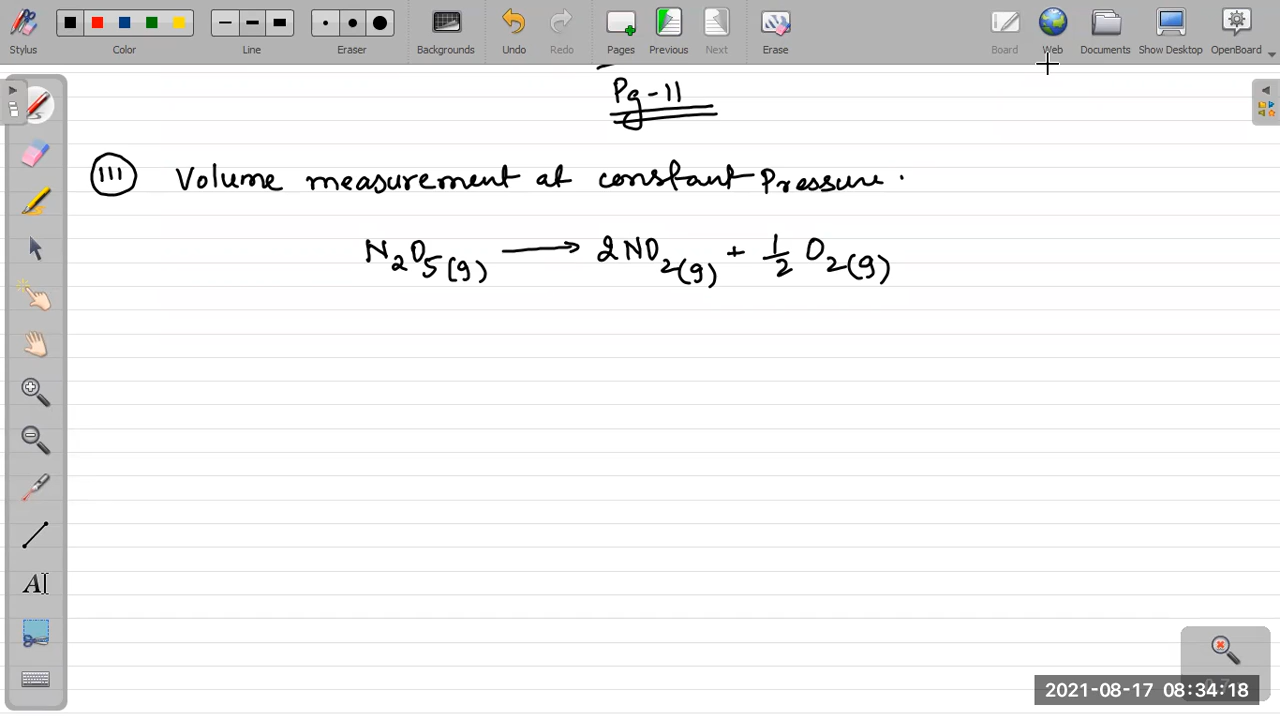 Stylus Color Line Eraser Backgrounds Undo Redo Pages Previous Next Erase Board Web Documents Show Desktop OpenBoard
Pg-11
III Volume measurement at constant Pressure.
N₂O₅(g) ⟶ 2NO₂(g) + ½ O₂(g)
AI
2021-08-17 08:34:18